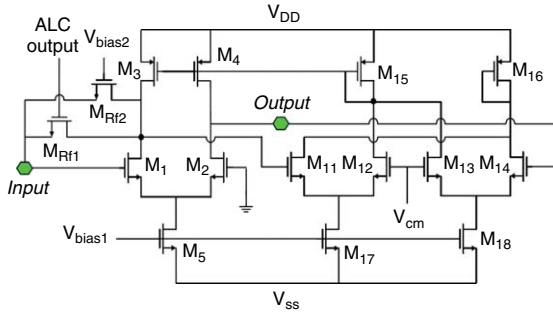 V_DD
ALC
output
V_bias2
M_3
M_4
M_15
M_16
M_Rf2
Output
M_Rf1
Input
M_1
M_2
M_11
M_12
M_13
M_14
V_cm
V_bias1
M_5
M_17
M_18
V_ss